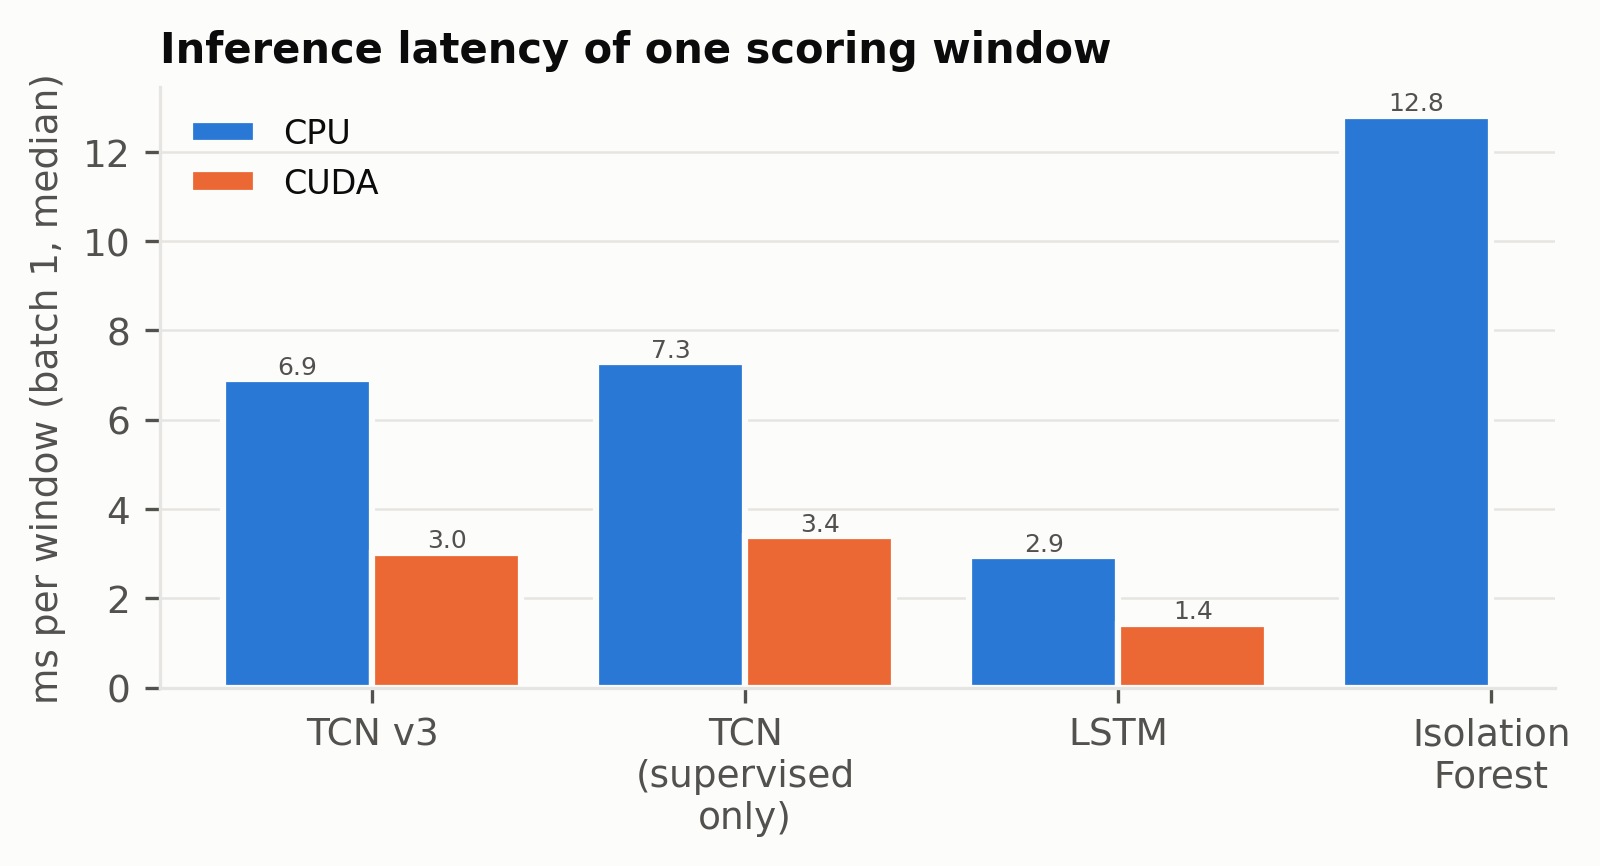 Inference latency of one scoring window
ms per window (batch 1, median)
CPU
CUDA
12
10
8
6
4
2
0
6.9
3.0
7.3
3.4
2.9
1.4
12.8
TCN v3
TCN
(supervised
only)
LSTM
Isolation
Forest